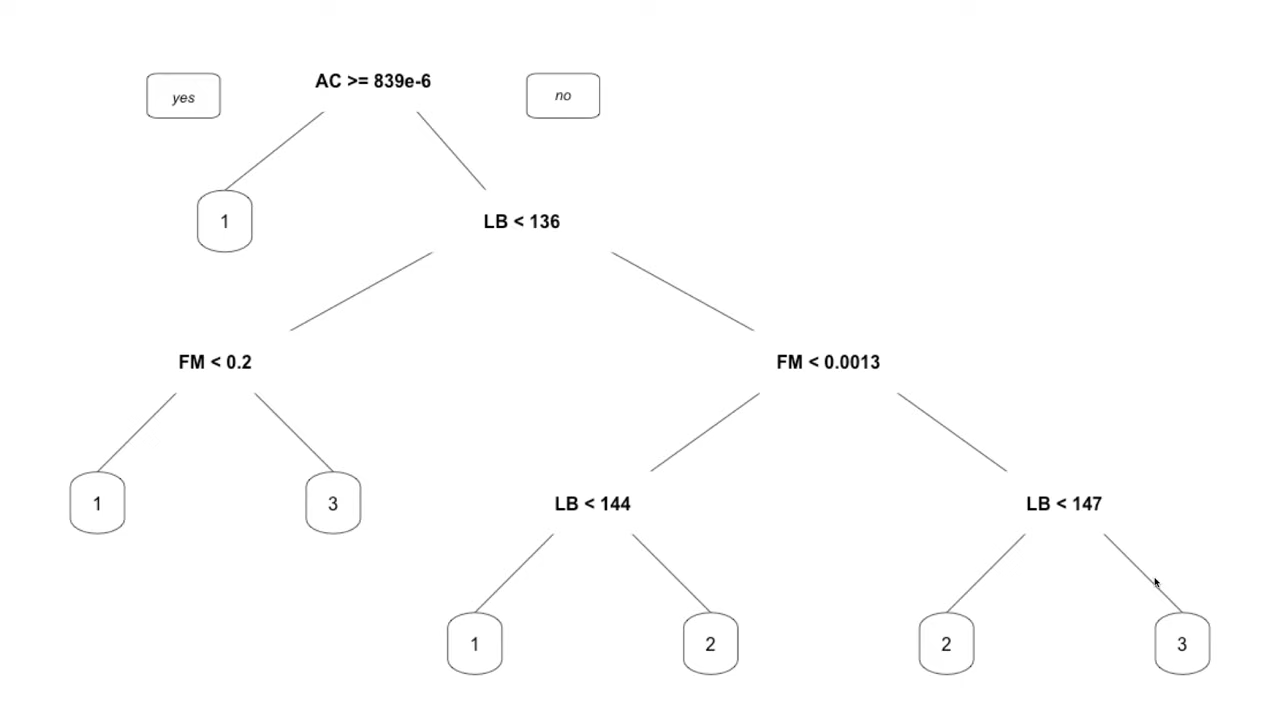 yes
AC >= 839e-6
no
1
LB < 136
FM < 0.2
FM < 0.0013
1
3
LB < 144
LB < 147
1
2
2
3